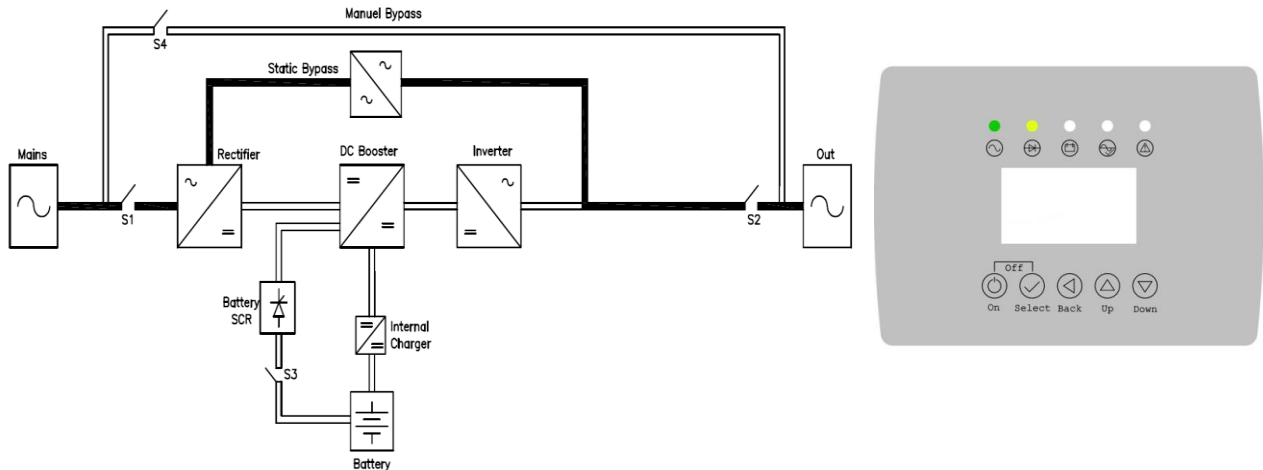 Manuel Bypass
S4
Static Bypass
Mains
Rectifier
DC Booster
Inverter
Out
S1
S2
Battery
SCR
Internal
Charger
S3
Battery
Off
On Select Back Up Down